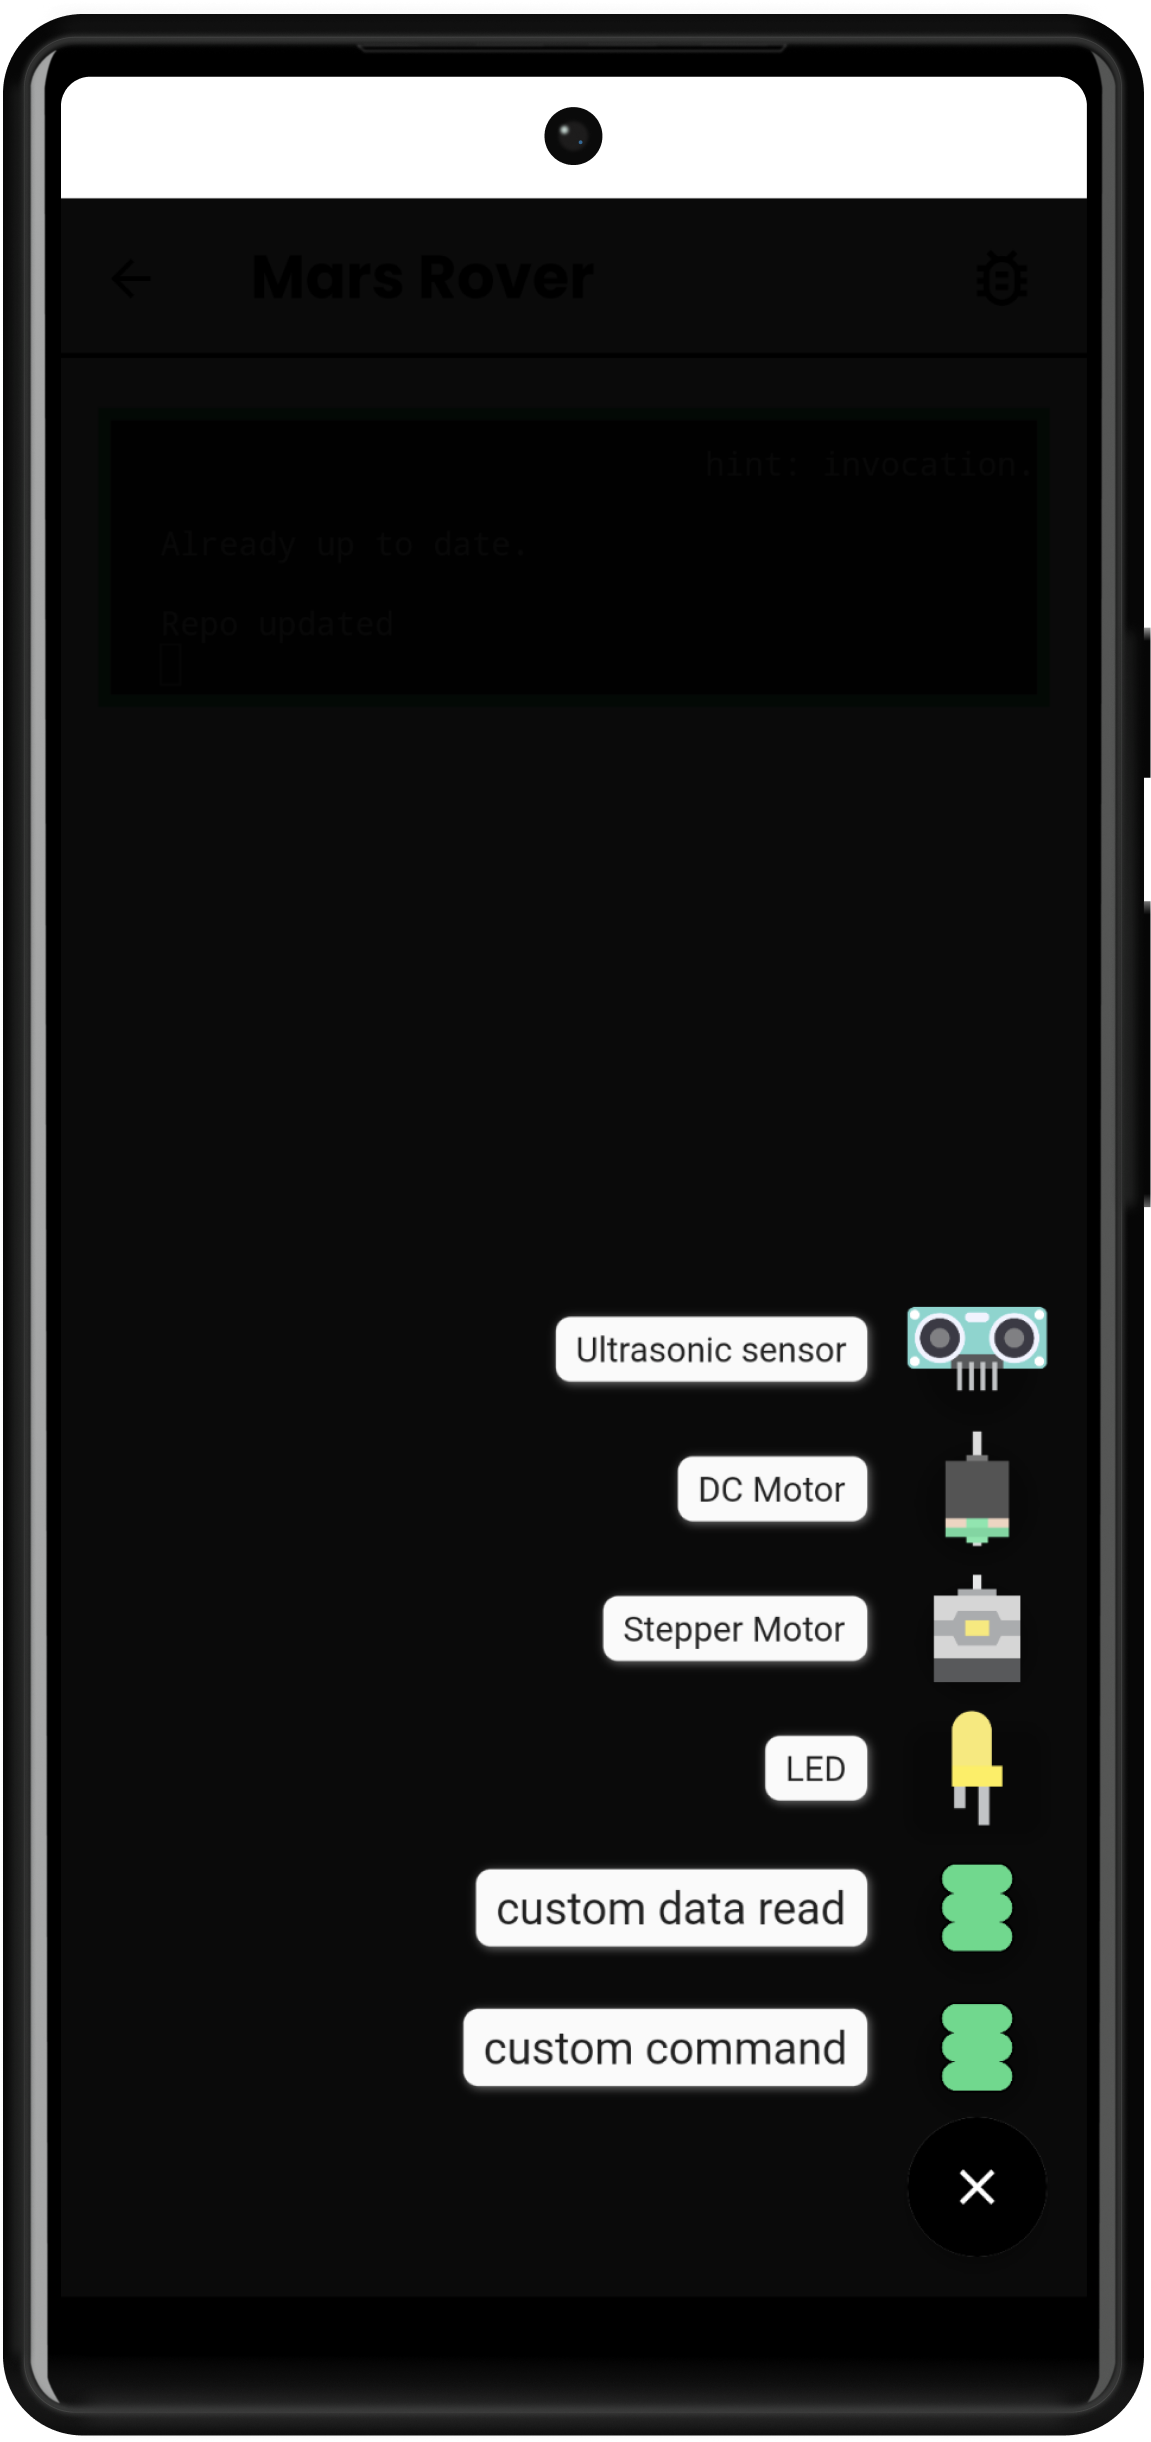 Mars Rover
hint: invocation.
Already up to date.
Repo updated
Ultrasonic sensor
DC Motor
Stepper Motor
LED
custom data read
custom command